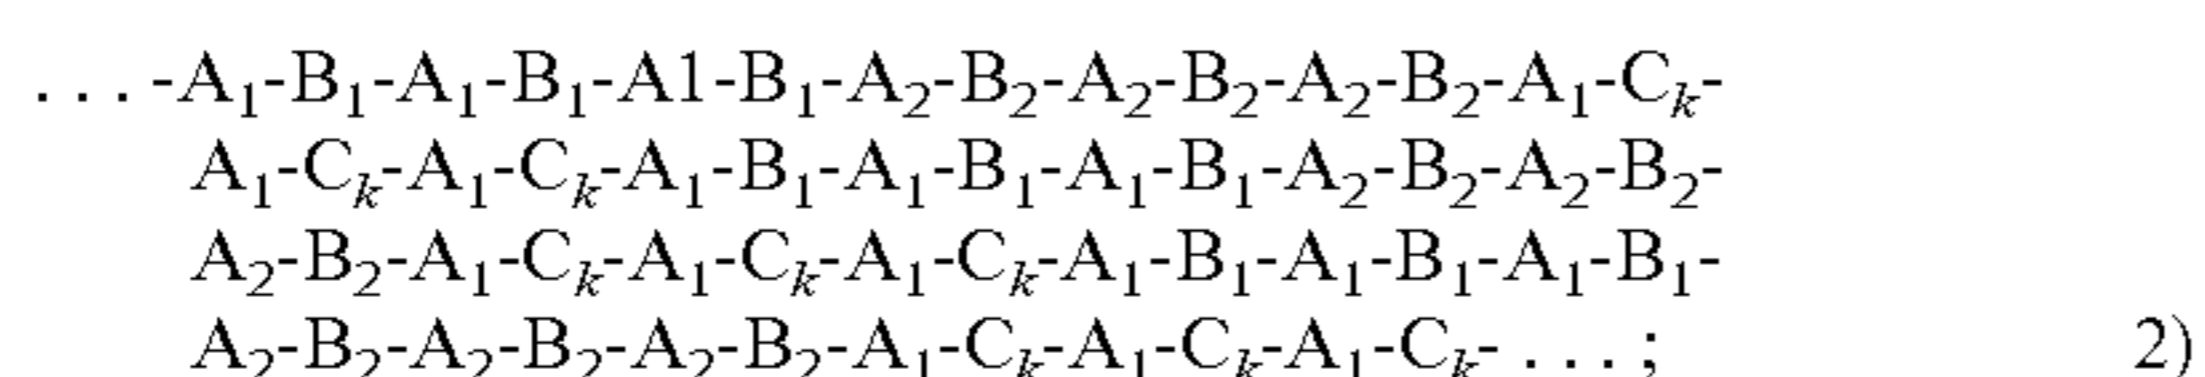 . . . -A₁-B₁-A₁-B₁-A1-B₁-A₂-B₂-A₂-B₂-A₂-B₂-A₁-Cₖ-
A₁-Cₖ-A₁-Cₖ-A₁-B₁-A₁-B₁-A₁-B₁-A₂-B₂-A₂-B₂-
A₂-B₂-A₁-Cₖ-A₁-Cₖ-A₁-Cₖ-A₁-B₁-A₁-B₁-A₁-B₁-
A₂-B₂-A₂-B₂-A₂-B₂-A₁-Cₖ-A₁-Cₖ-A₁-Cₖ- . . . ; 2)